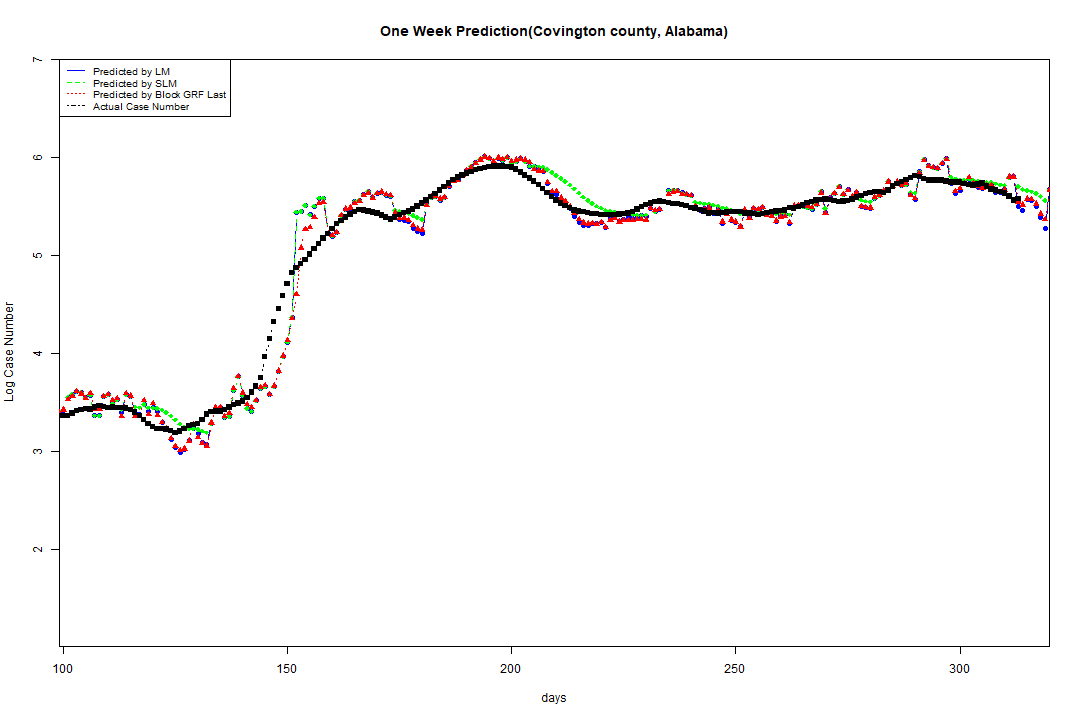 One Week Prediction(Covington county, Alabama)
Predicted by LM
Predicted by SLM
Predicted by Block GRF Last
Actual Case Number
7
6
5
4
3
2
Log Case Number
100 150 200 250 300
days